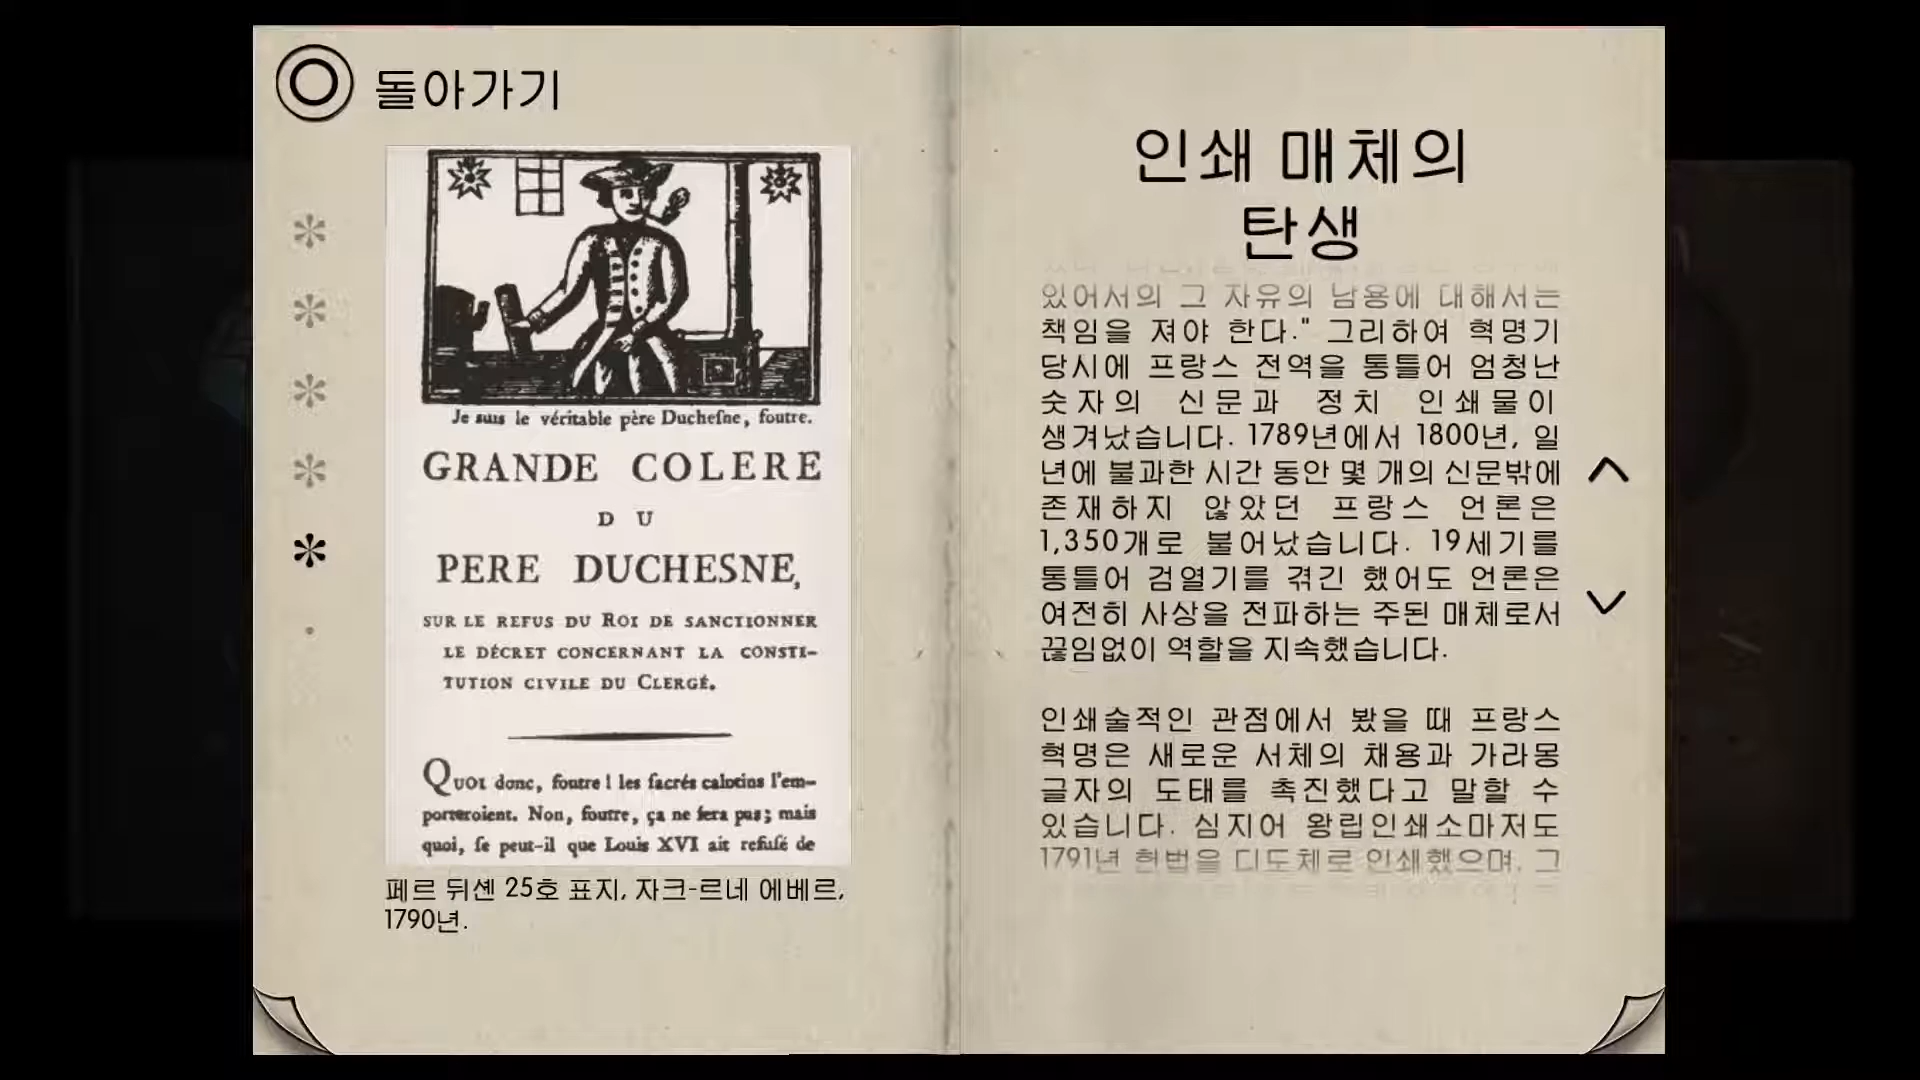 돌아가기
Je suis le véritable père Ducheſne, foutre.
GRANDE COLERE
DU
PERE DUCHESNE,
SUR LE REFUS DU ROI DE SANCTIONNER
LE DÉCRET CONCERNANT LA CONSTI-
TUTION CIVILE DU CLERGÉ.
QUOI donc, foutre ! les ſacrés calotins l'em-
porteroient. Non, foutre, ça ne ſera pas ; mais
quoi, ſe peut-il que Louis XVI ait refuſé de
페르 뒤셴 25호 표지, 자크-르네 에베르,
1790년.
인쇄 매체의
탄생
있어서의 그 자유의 남용에 대해서는
책임을 져야 한다." 그리하여 혁명기
당시에 프랑스 전역을 통틀어 엄청난
숫자의 신문과 정치 인쇄물이
생겨났습니다. 1789년에서 1800년, 일
년에 불과한 시간 동안 몇 개의 신문밖에
존재하지 않았던 프랑스 언론은
1,350개로 불어났습니다. 19세기를
통틀어 검열기를 겪긴 했어도 언론은
여전히 사상을 전파하는 주된 매체로서
끊임없이 역할을 지속했습니다.
인쇄술적인 관점에서 봤을 때 프랑스
혁명은 새로운 서체의 채용과 가라몽
글자의 도태를 촉진했다고 말할 수
있습니다. 심지어 왕립인쇄소마저도
1791년 헌법을 디도체로 인쇄했으며, 그